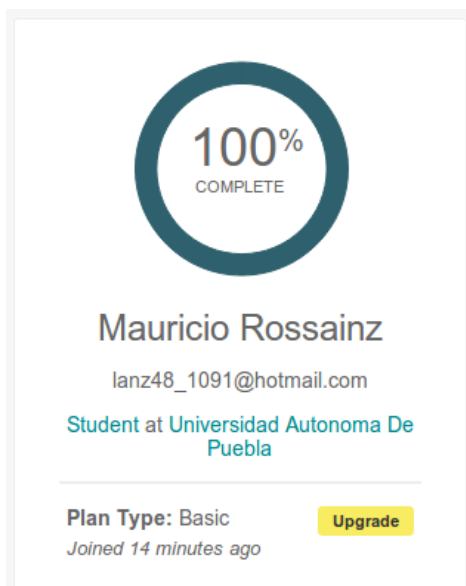 100%
COMPLETE
Mauricio Rossainz
lanz48_1091@hotmail.com
Student at Universidad Autonoma De
Puebla
Plan Type: Basic
Upgrade
Joined 14 minutes ago